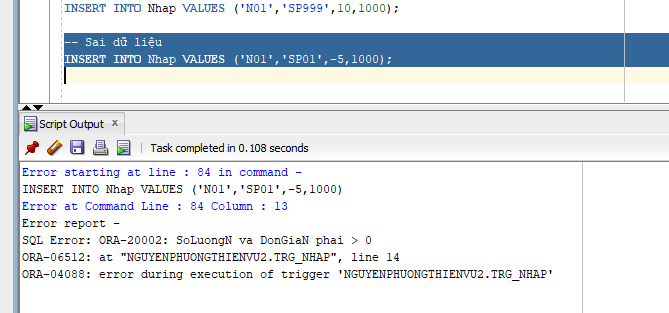 INSERT INTO Nhap VALUES ('N01','SP999',10,1000);
-- Sai dữ liệu
INSERT INTO Nhap VALUES ('N01','SP01',-5,1000);
Script Output x
Task completed in 0.108 seconds
Error starting at line : 84 in command -
INSERT INTO Nhap VALUES ('N01','SP01',-5,1000)
Error at Command Line : 84 Column : 13
Error report -
SQL Error: ORA-20002: SoLuongN va DonGiaN phai > 0
ORA-06512: at "NGUYENPHUONGTHIENVU2.TRG_NHAP", line 14
ORA-04088: error during execution of trigger 'NGUYENPHUONGTHIENVU2.TRG_NHAP'